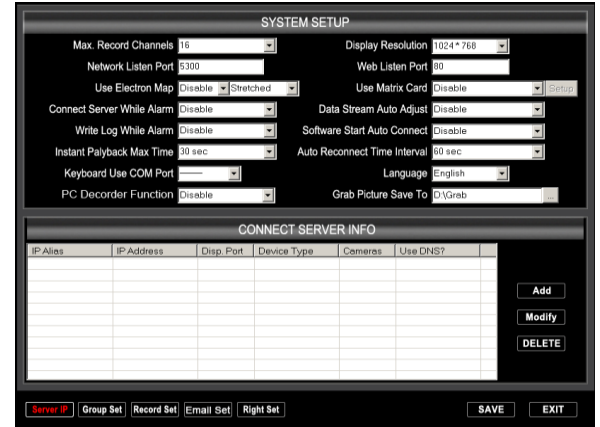 SYSTEM SETUP
Max. Record Channels 16 Display Resolution 1024*768
Network Listen Port 5300 Web Listen Port 80
Use Electron Map Disable Stretched Use Matrix Card Disable Setup
Connect Server While Alarm Disable Data Stream Auto Adjust Disable
Write Log While Alarm Disable Software Start Auto Connect Disable
Instant Palyback Max Time 30 sec Auto Reconnect Time Interval 60 sec
Keyboard Use COM Port —— Language English
PC Decorder Function Disable Grab Picture Save To D:\Grab ...
CONNECT SERVER INFO
IP Alias IP Address Disp. Port Device Type Cameras Use DNS?
Add
Modify
DELETE
Server IP Group Set Record Set Email Set Right Set SAVE EXIT